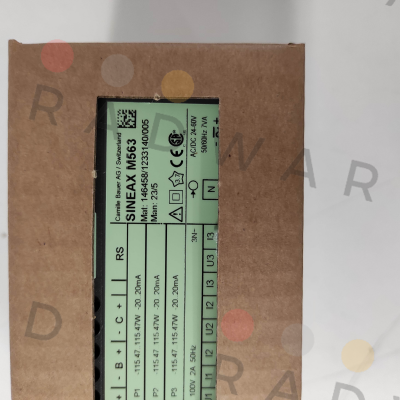 Camille Bauer AG / Switzerland
SINEAX M563
Mat: 146458/1233140/005
Man: 23/5
AC/DC 24-60V
50/60Hz 7VA
+ - B + - C + RS
P1 -115.47 115.47W -20 20mA
P2 -115.47 115.47W -20 20mA
P3 -115.47 115.47W -20 20mA
100V 2A 50Hz 3N~
I1 I2 U2 I2 I3 U3 I3 N